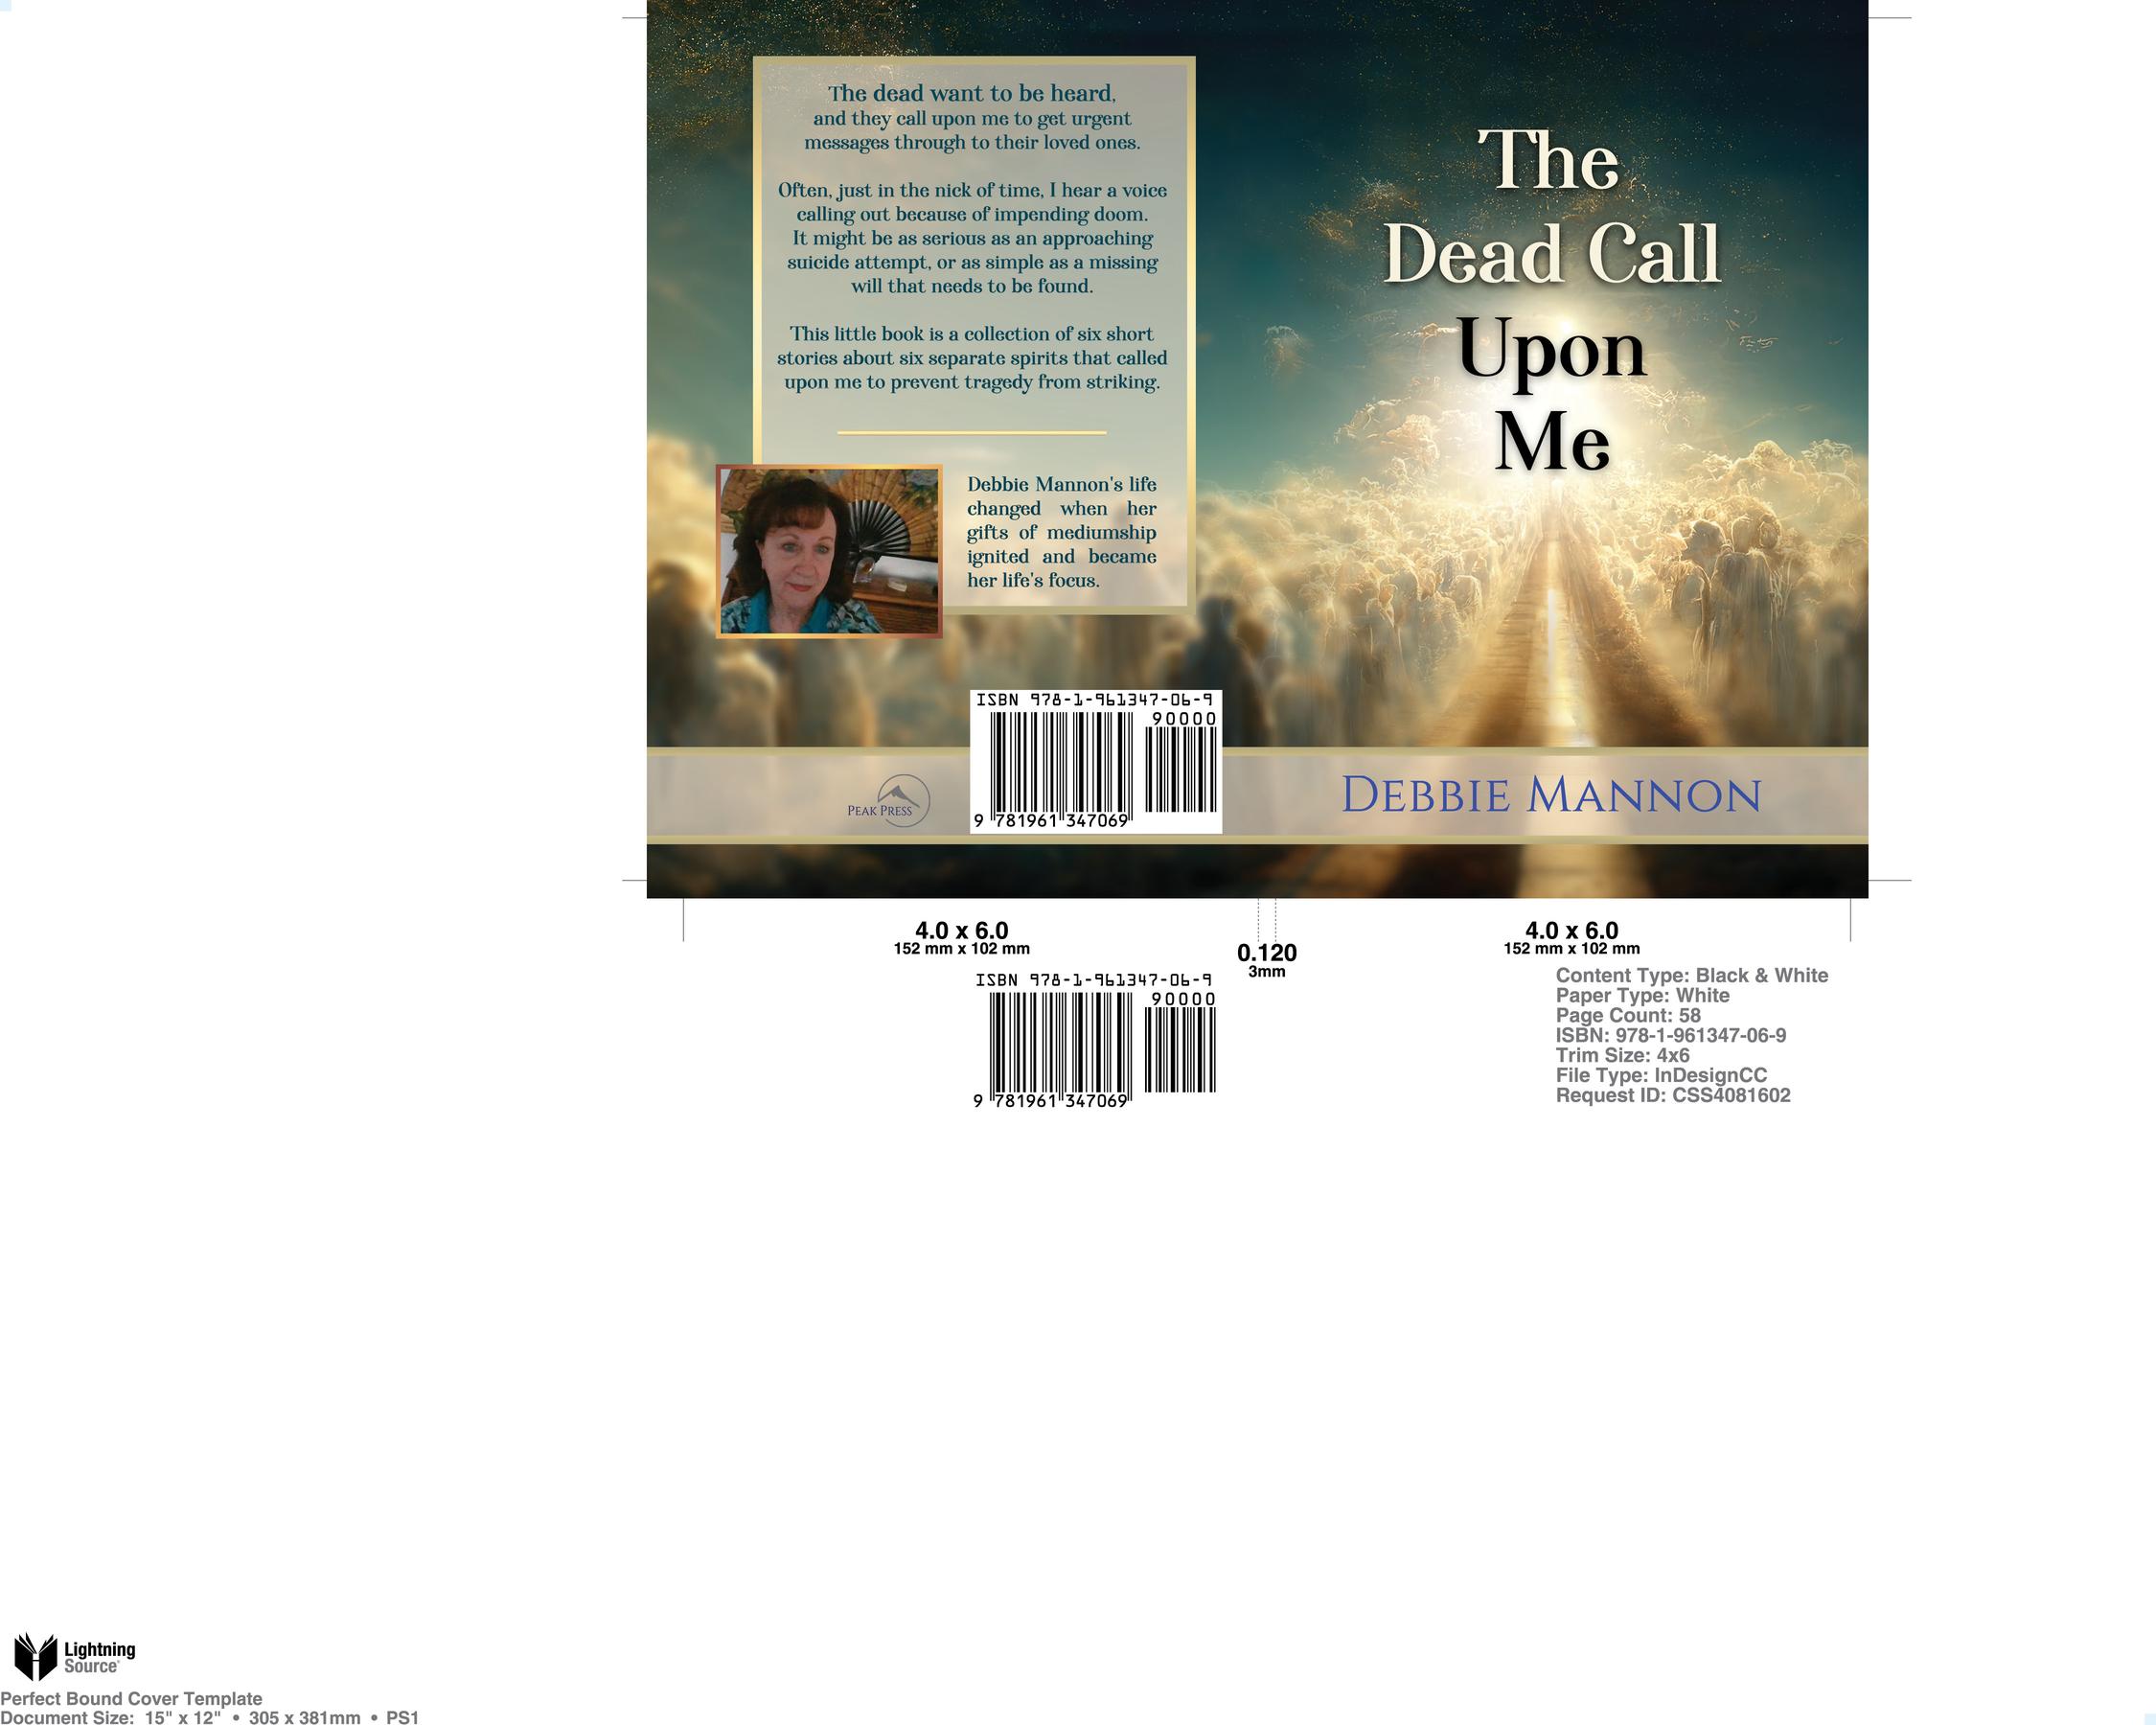 The dead want to be heard,
and they call upon me to get urgent
messages through to their loved ones.
Often, just in the nick of time, I hear a voice
calling out because of impending doom.
It might be as serious as an approaching
suicide attempt, or as simple as a missing
will that needs to be found.
This little book is a collection of six short
stories about six separate spirits that called
upon me to prevent tragedy from striking.
Debbie Mannon's life
changed when her
gifts of mediumship
ignited and became
her life's focus.
PEAK PRESS
ISBN 978-1-961347-06-9
90000
9 781961 347069
The
Dead Call
Upon
Me
DEBBIE MANNON
4.0 x 6.0
152 mm x 102 mm
0.120
3mm
4.0 x 6.0
152 mm x 102 mm
ISBN 978-1-961347-06-9
90000
9 781961 347069
Content Type: Black & White
Paper Type: White
Page Count: 58
ISBN: 978-1-961347-06-9
Trim Size: 4x6
File Type: InDesignCC
Request ID: CSS4081602
Lightning
Source
Perfect Bound Cover Template
Document Size: 15" x 12" • 305 x 381mm • PS1